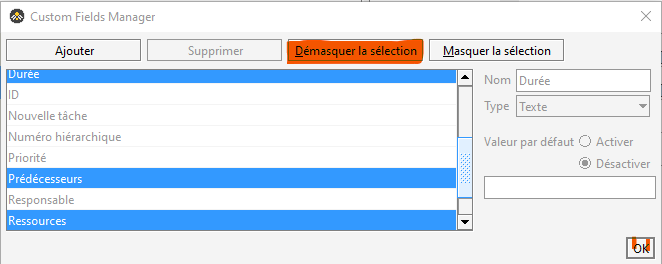 Custom Fields Manager
Ajouter
Supprimer
Démasquer la sélection
Masquer la sélection
Durée
ID
Nouvelle tâche
Numéro hiérarchique
Priorité
Prédécesseurs
Responsable
Ressources
Nom Durée
Type Texte
Valeur par défaut Activer
Désactiver
OK